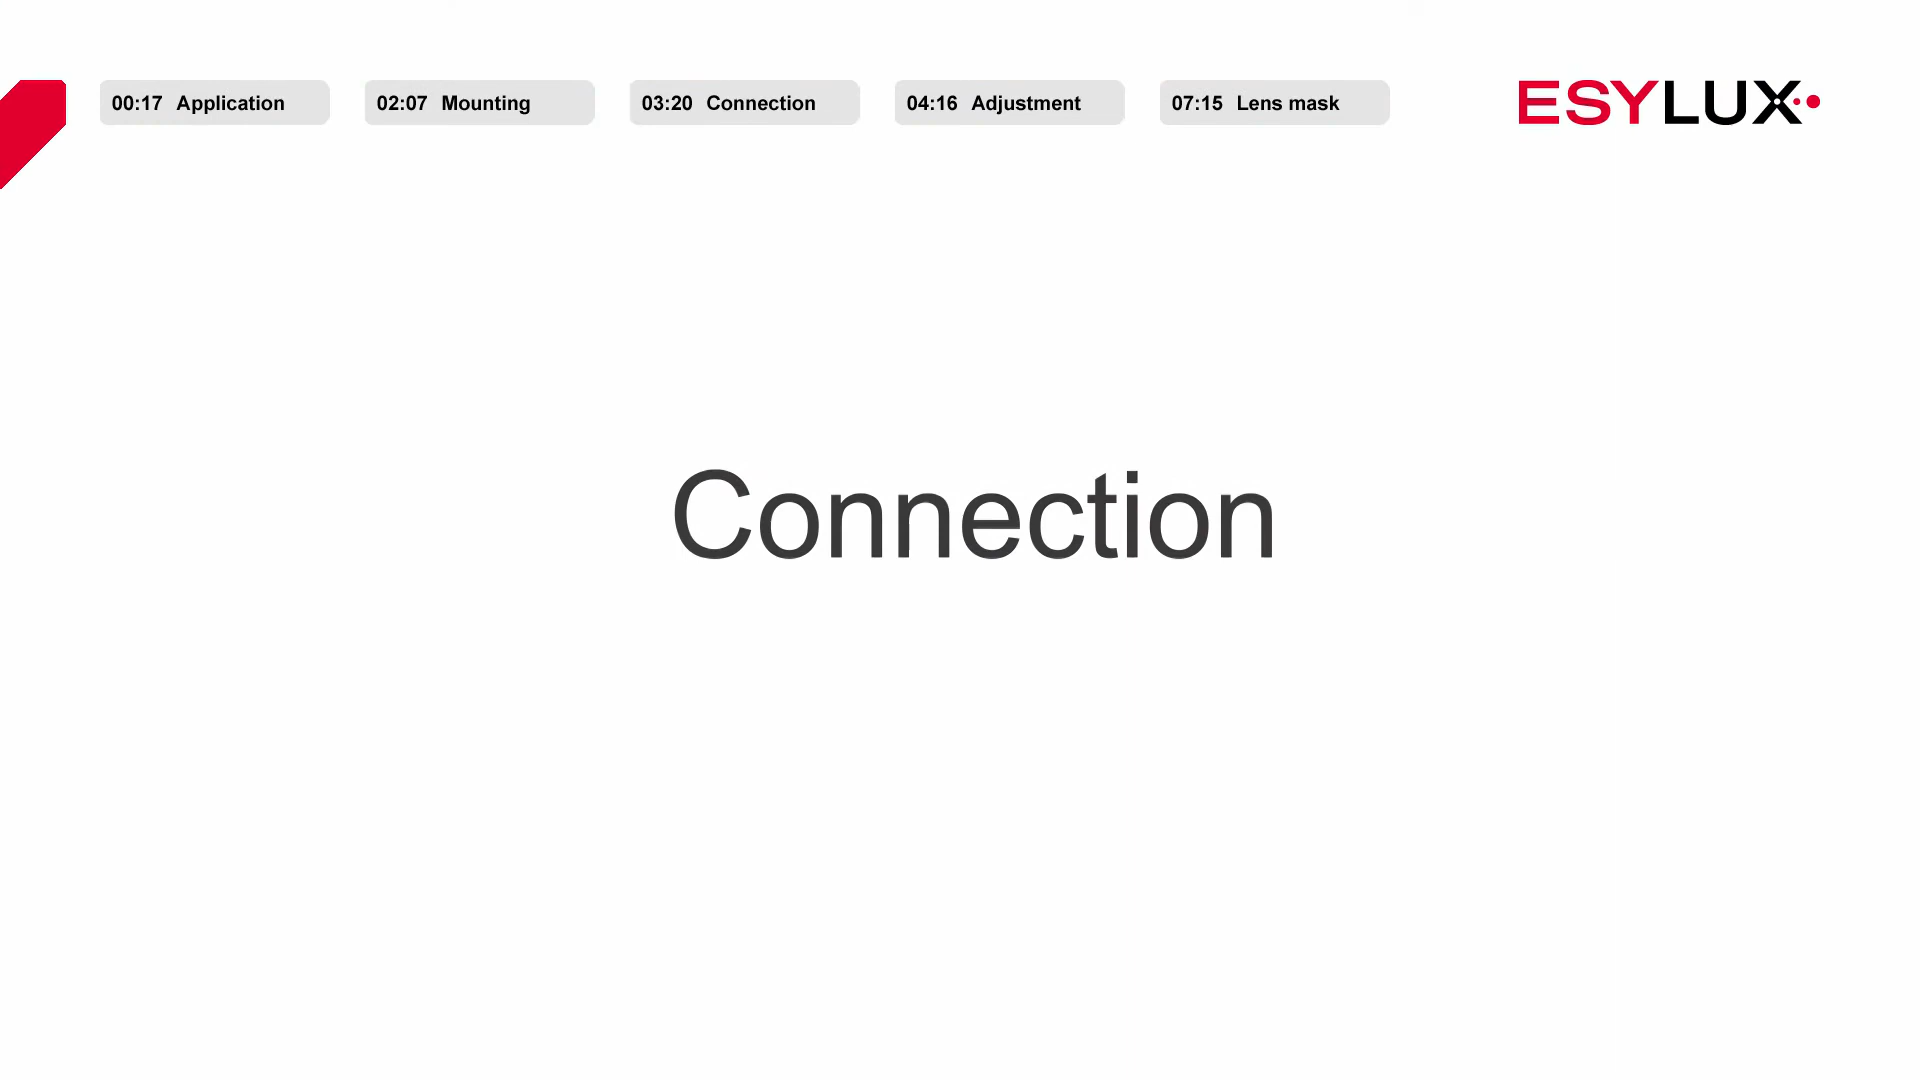 00:17 Application
02:07 Mounting
03:20 Connection
04:16 Adjustment
07:15 Lens mask
ESYLUX
Connection